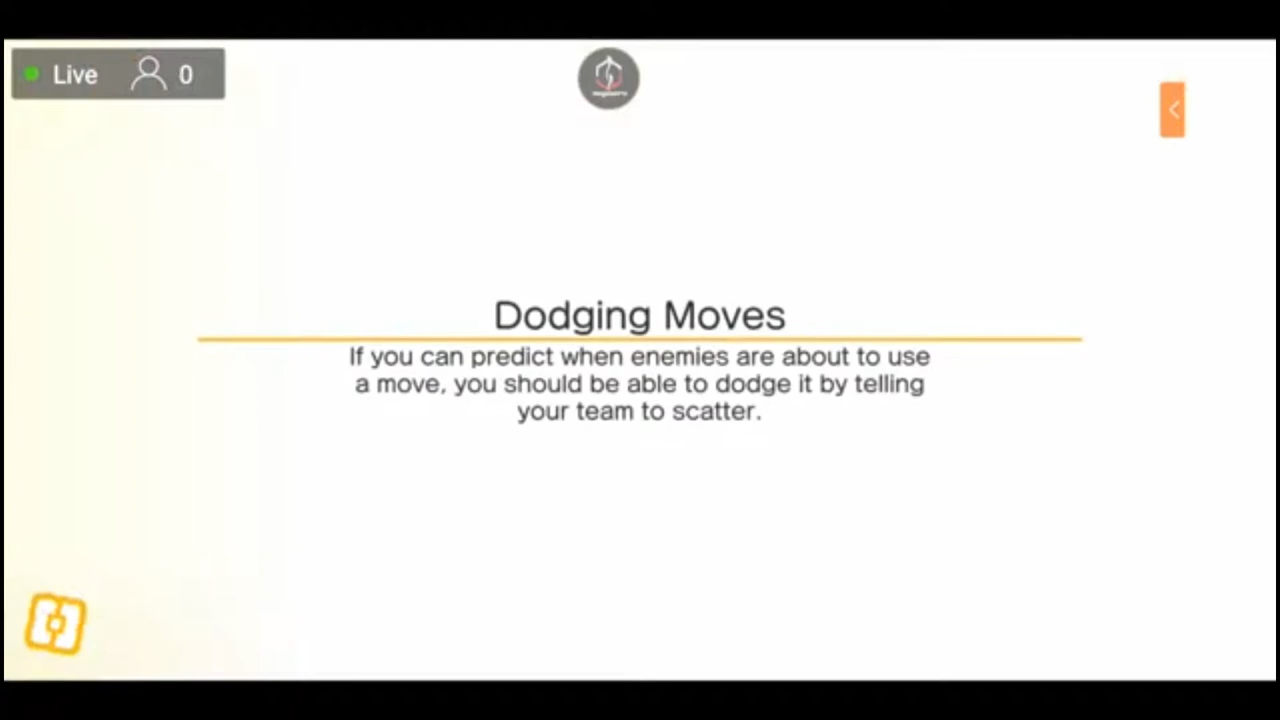 Live 0
Dodging Moves
If you can predict when enemies are about to use
a move, you should be able to dodge it by telling
your team to scatter.